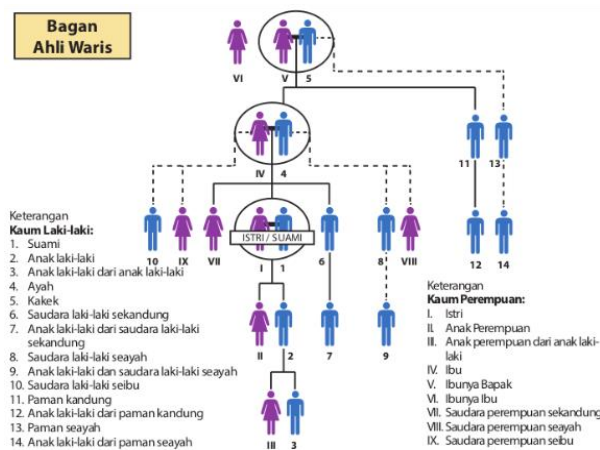 Bagan
Ahli Waris
VI
V 5
IV 4
11
13
10
IX
VII
ISTRI / SUAMI
I 1
6
8
VIII
12
14
II
2
7
9
III
3
Keterangan
Kaum Laki-laki:
1. Suami
2. Anak laki-laki
3. Anak laki-laki dari anak laki-laki
4. Ayah
5. Kakek
6. Saudara laki-laki sekandung
7. Anak laki-laki dari saudara laki-laki
sekandung
8. Saudara laki-laki seayah
9. Anak laki-laki dan saudara laki-laki seayah
10. Saudara laki-laki seibu
11. Paman kandung
12. Anak laki-laki dari paman kandung
13. Paman seayah
14. Anak laki-laki dari paman seayah
Keterangan
Kaum Perempuan:
I. Istri
II. Anak Perempuan
III. Anak perempuan dari anak laki-
laki
IV. Ibu
V. Ibunya Bapak
VI. Ibunya Ibu
VII. Saudara perempuan sekandung
VIII. Saudara perempuan seayah
IX. Saudara perempuan seibu